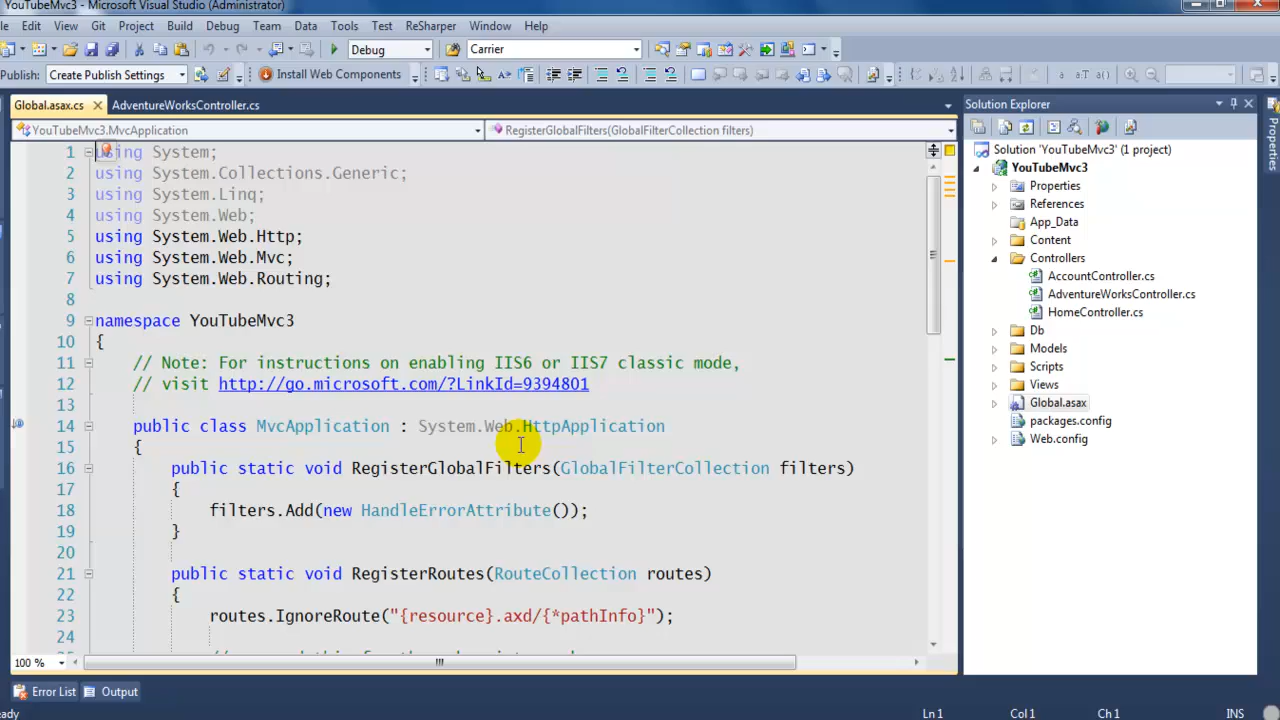 YouTubeMvc3 - Microsoft Visual Studio (Administrator)
le Edit View Git Project Build Debug Team Data Tools Test ReSharper Window Help
Debug Carrier
Publish: Create Publish Settings Install Web Components
Global.asax.cs AdventureWorksController.cs
YouTubeMvc3.MvcApplication RegisterGlobalFilters(GlobalFilterCollection filters)
1 ing System;
2 using System.Collections.Generic;
3 using System.Linq;
4 using System.Web;
5 using System.Web.Http;
6 using System.Web.Mvc;
7 using System.Web.Routing;
8
9 namespace YouTubeMvc3
10 {
11 // Note: For instructions on enabling IIS6 or IIS7 classic mode,
12 // visit http://go.microsoft.com/?LinkId=9394801
13
14 public class MvcApplication : System.Web.HttpApplication
15 {
16 public static void RegisterGlobalFilters(GlobalFilterCollection filters)
17 {
18 filters.Add(new HandleErrorAttribute());
19 }
20
21 public static void RegisterRoutes(RouteCollection routes)
22 {
23 routes.IgnoreRoute("{resource}.axd/{*pathInfo}");
24
100 %
Error List Output
eady Ln 1 Col 1 Ch 1 INS
Solution Explorer
Solution 'YouTubeMvc3' (1 project)
YouTubeMvc3
Properties
References
App_Data
Content
Controllers
AccountController.cs
AdventureWorksController.cs
HomeController.cs
Db
Models
Scripts
Views
Global.asax
packages.config
Web.config
Properties